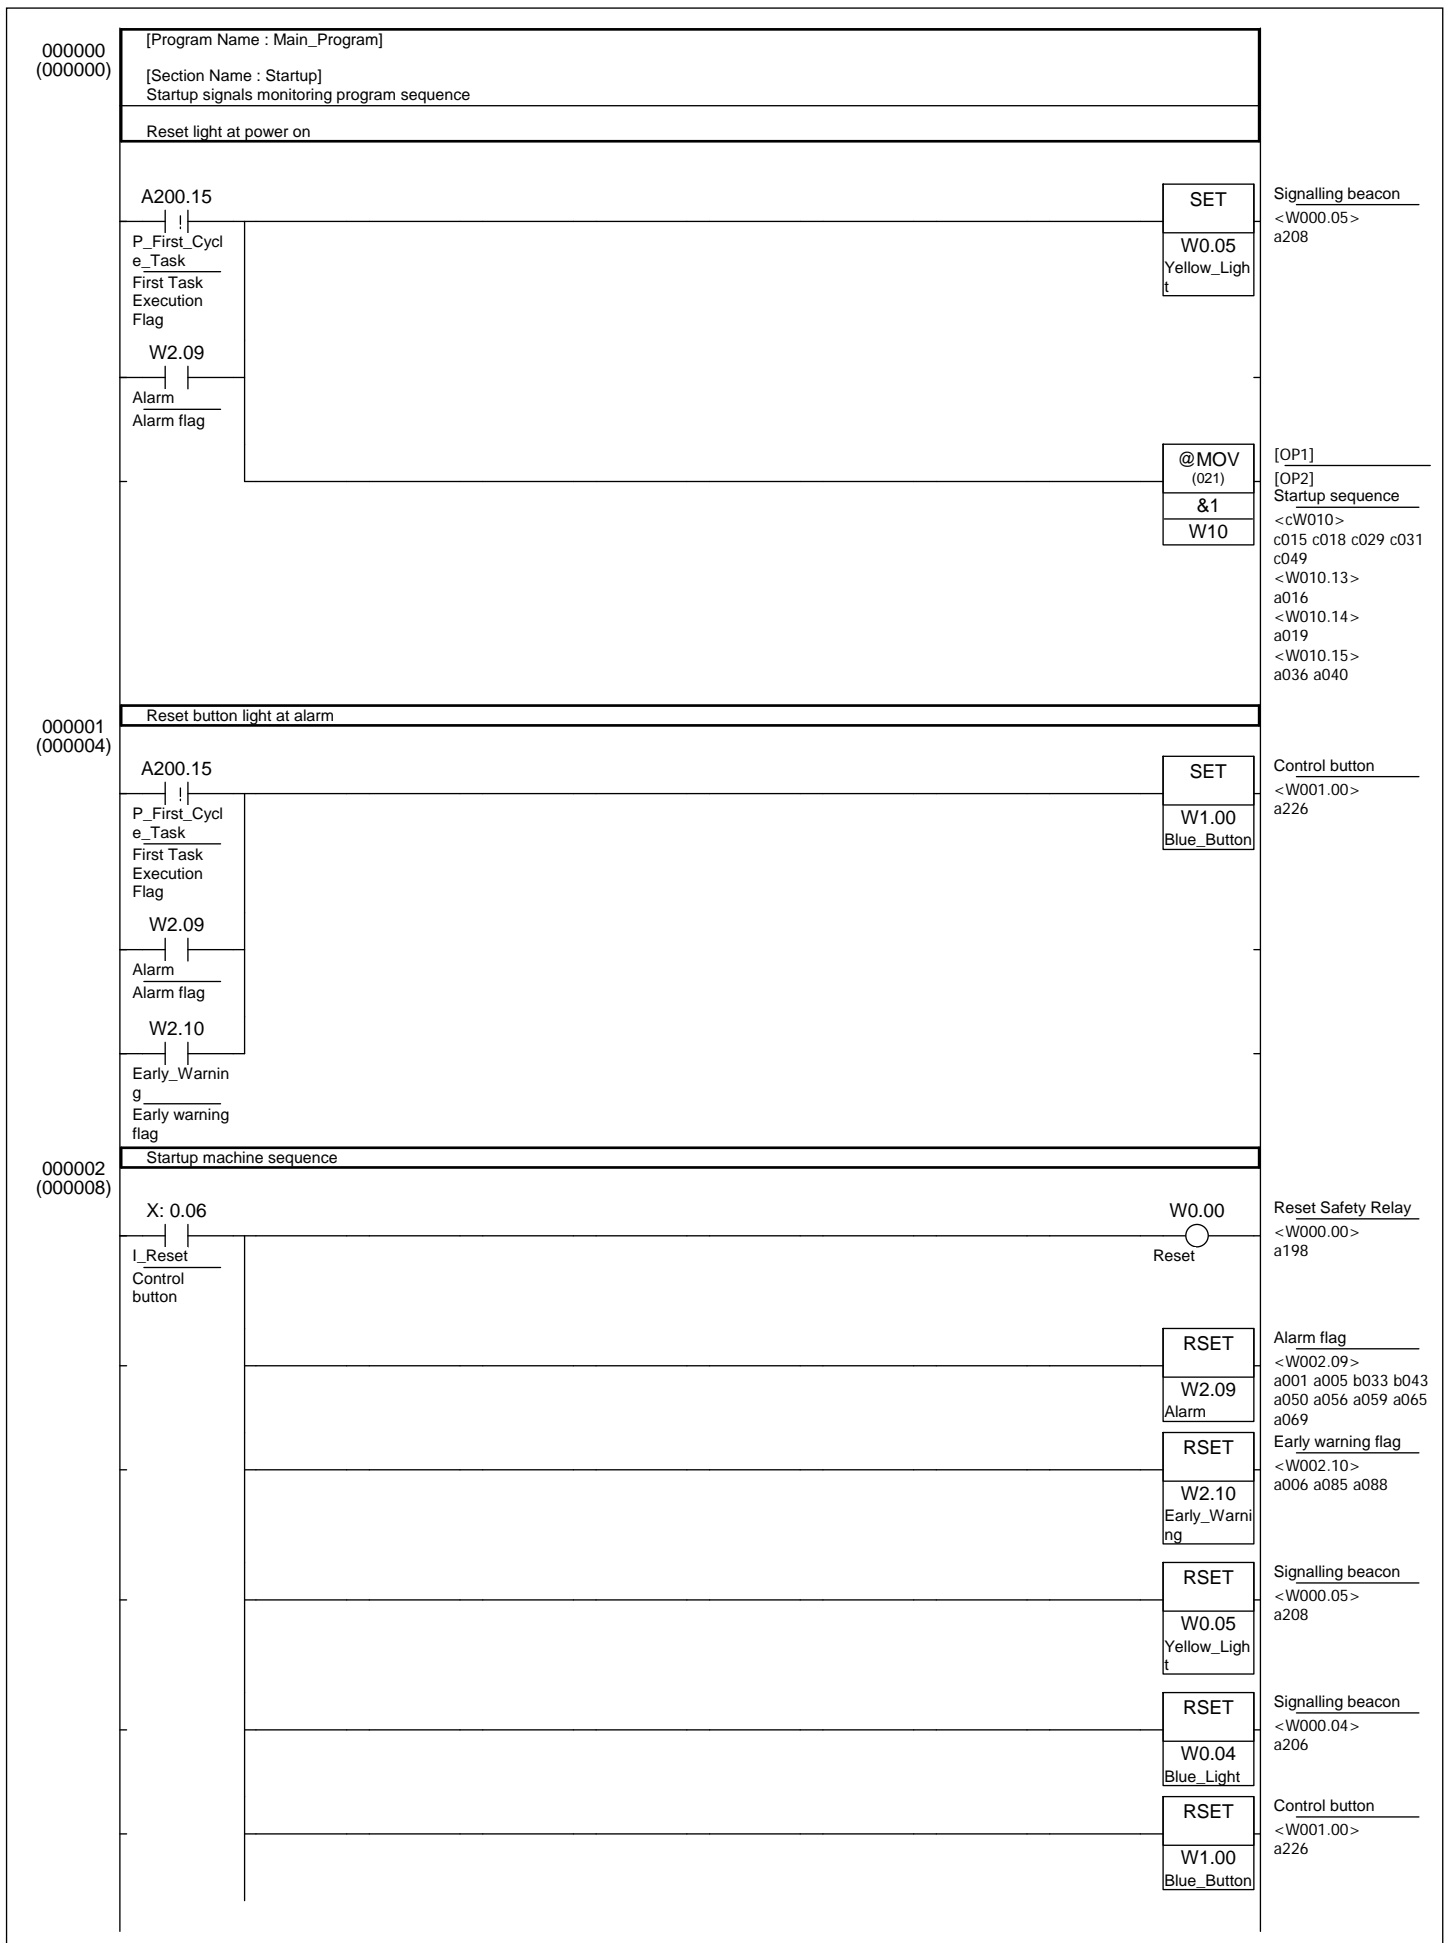 000000
(000000)
[Program Name : Main_Program]
[Section Name : Startup]
Startup signals monitoring program sequence
Reset light at power on
A200.15
!
P_First_Cycl
e_Task
First Task
Execution
Flag
SET
W0.05
Yellow_Ligh
t
Signalling beacon
<W000.05>
a208
W2.09
Alarm
Alarm flag
@MOV
(021)
&1
W10
[OP1]
[OP2]
Startup sequence
<cW010>
c015 c018 c029 c031
c049
<W010.13>
a016
<W010.14>
a019
<W010.15>
a036 a040
000001
(000004)
Reset button light at alarm
A200.15
!
P_First_Cycl
e_Task
First Task
Execution
Flag
SET
W1.00
Blue_Button
Control button
<W001.00>
a226
W2.09
Alarm
Alarm flag
W2.10
Early_Warnin
g
Early warning
flag
000002
(000008)
Startup machine sequence
X: 0.06
I_Reset
Control
button
W0.00
Reset
Reset Safety Relay
<W000.00>
a198
RSET
W2.09
Alarm
Alarm flag
<W002.09>
a001 a005 b033 b043
a050 a056 a059 a065
a069
RSET
W2.10
Early_Warni
ng
Early warning flag
<W002.10>
a006 a085 a088
RSET
W0.05
Yellow_Ligh
t
Signalling beacon
<W000.05>
a208
RSET
W0.04
Blue_Light
Signalling beacon
<W000.04>
a206
RSET
W1.00
Blue_Button
Control button
<W001.00>
a226